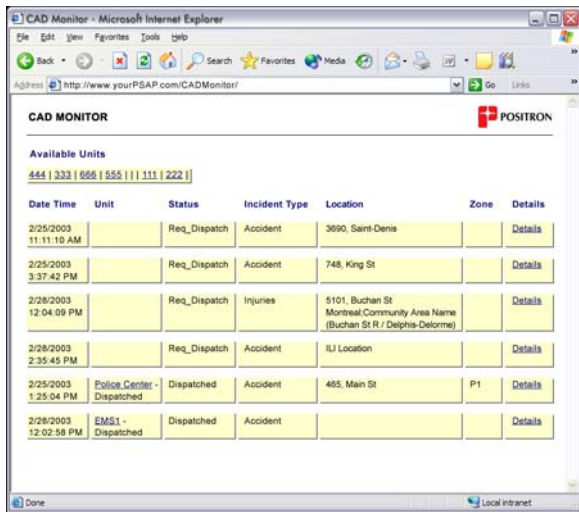 CAD Monitor - Microsoft Internet Explorer
File Edit View Favorites Tools Help
Back Search Favorites Media
Address http://www.yourPSAP.com/CADMonitor/ Go Links
CAD MONITOR POSITRON
Available Units
444 | 333 | 666 | 555 | | | 111 | 222 |
Date Time Unit Status Incident Type Location Zone Details
2/25/2003 Req_Dispatch Accident 3690, Saint-Denis Details
11:11:10 AM
2/25/2003 Req_Dispatch Accident 748, King St Details
3:37:42 PM
2/28/2003 Req_Dispatch Injuries 5101, Buchan St Details
12:04:09 PM Montreal;Community Area Name
(Buchan St R / Delphis-Delorme)
2/28/2003 Req_Dispatch Accident ILI Location Details
2:35:45 PM
2/25/2003 Police Center - Dispatched Accident 465, Main St P1 Details
1:25:04 PM Dispatched
2/28/2003 EMS1 - Dispatched Accident Details
12:02:58 PM Dispatched
Done Local intranet